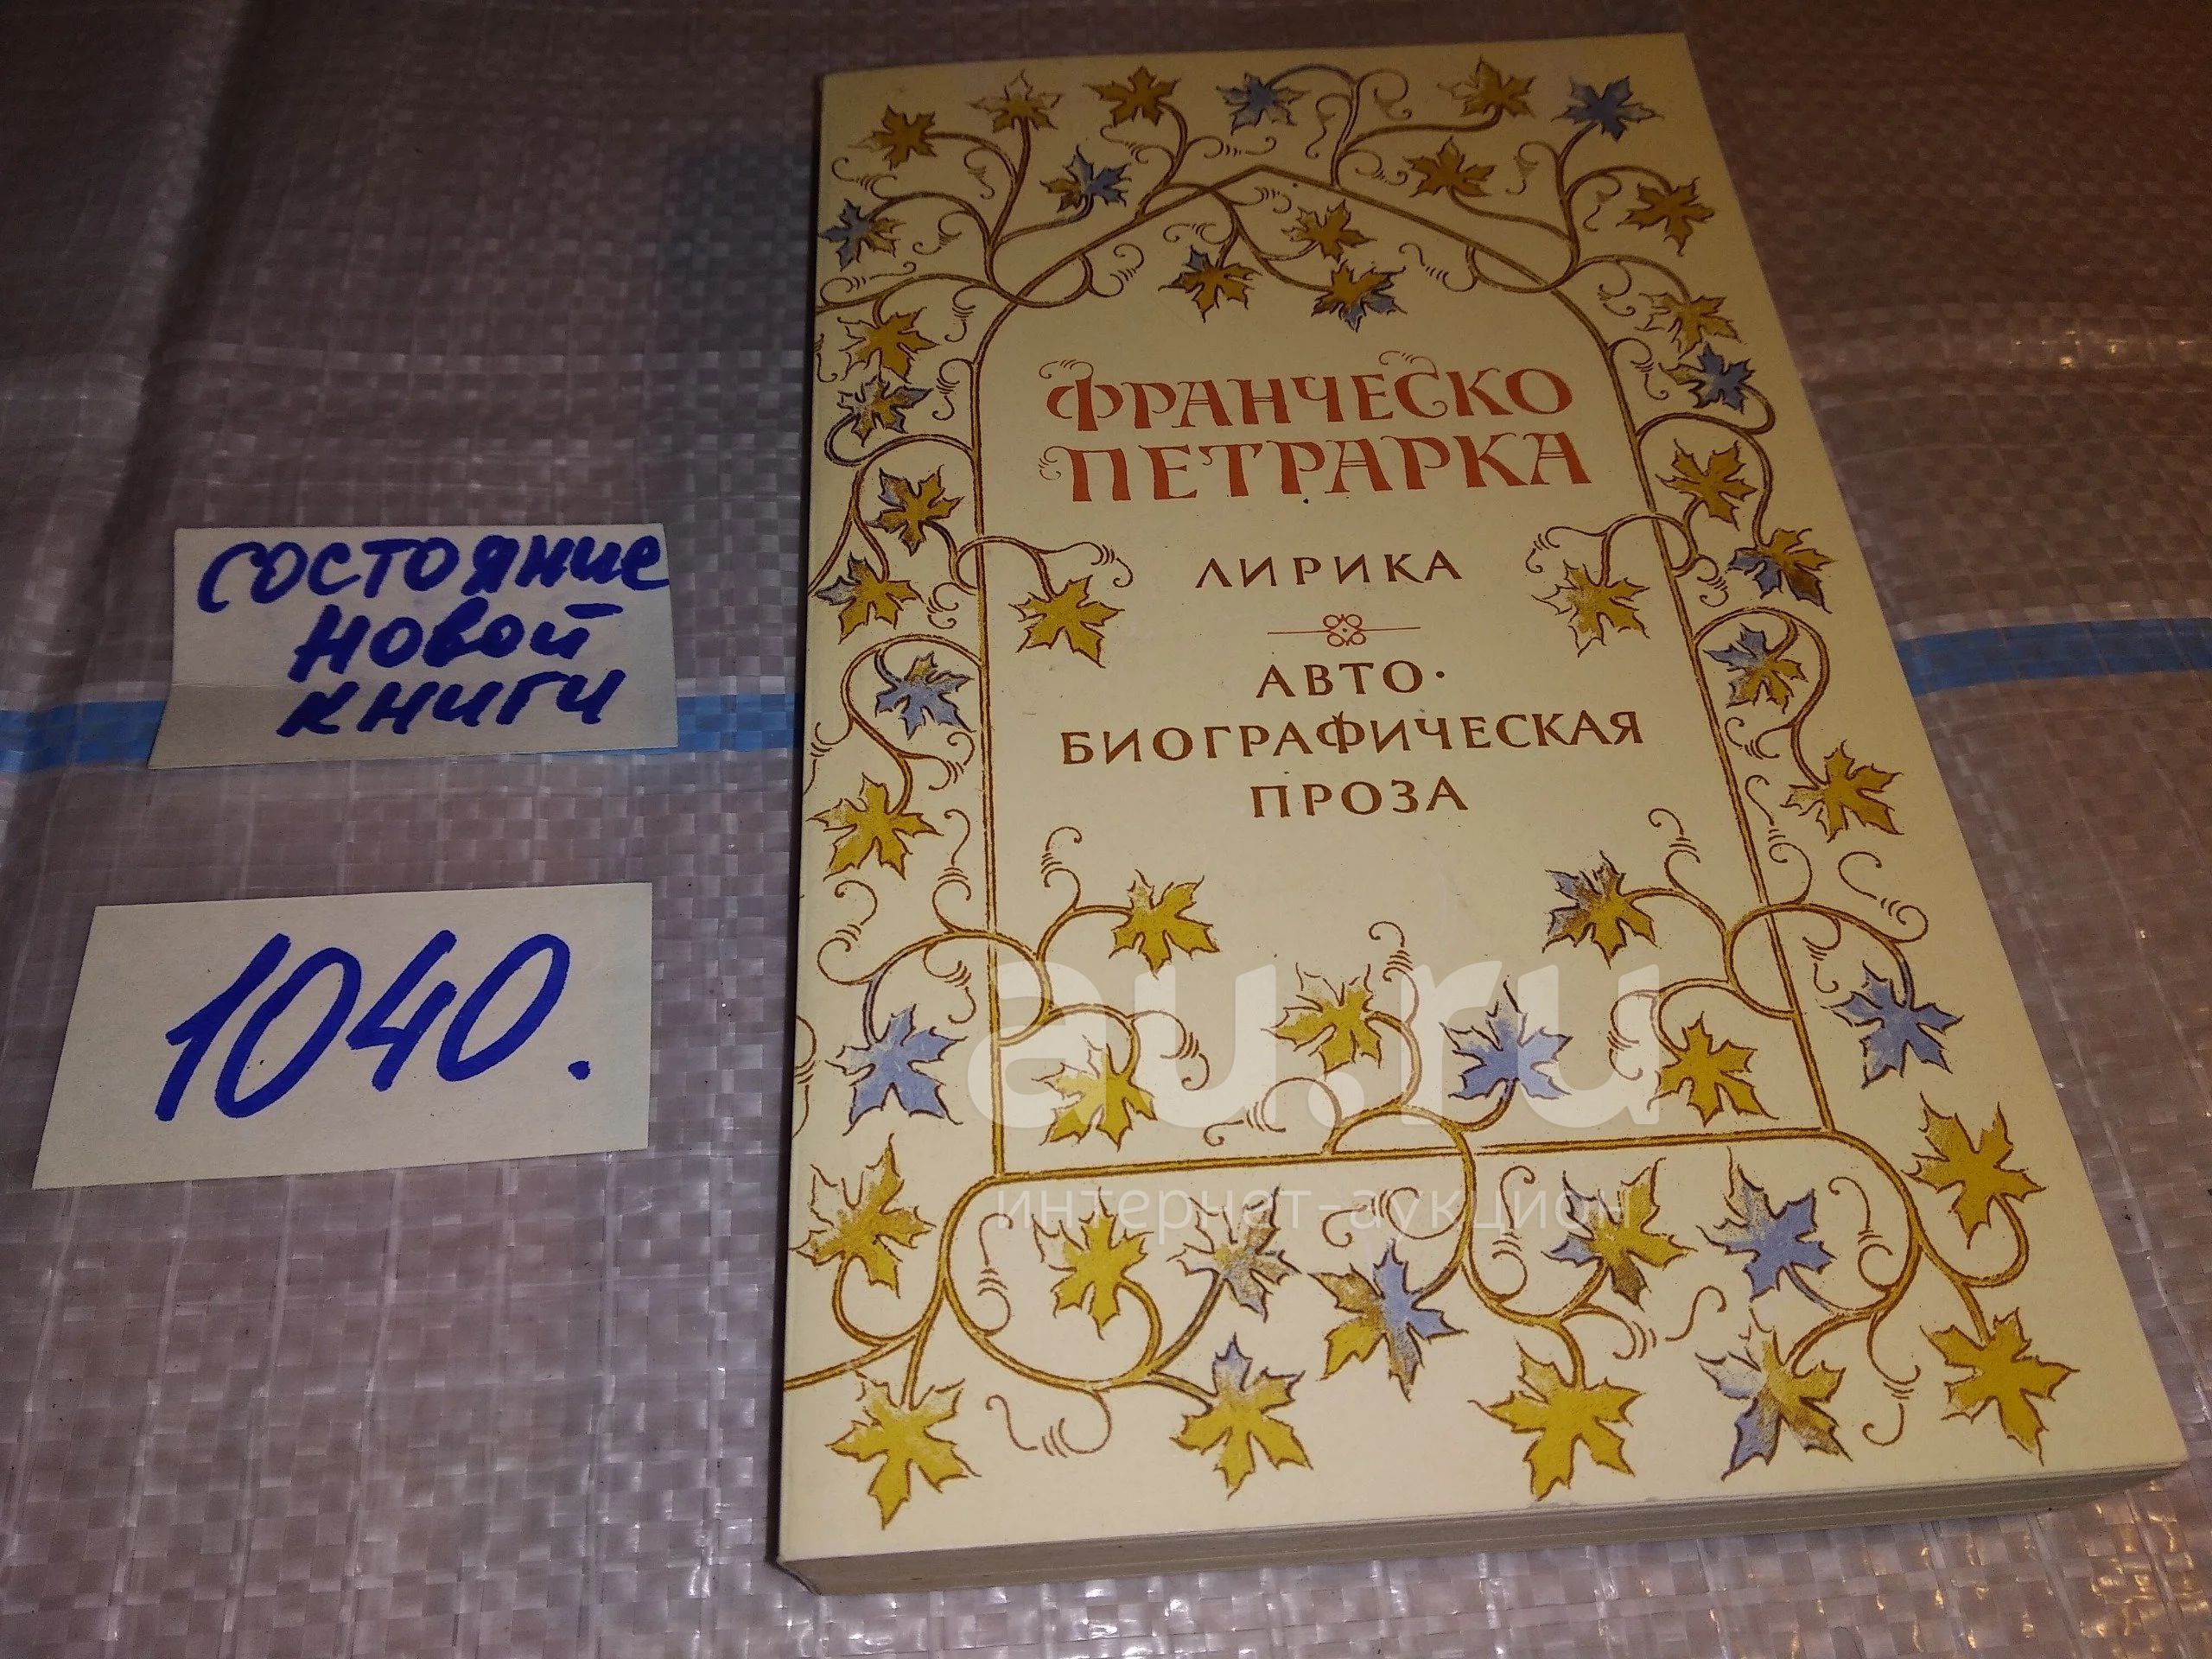 состояние
новой
книги
1040.
ФРАНЧЕСКО
ПЕТРАРКА
ЛИРИКА
АВТО·
БИОГРАФИЧЕСКАЯ
ПРОЗА
au.ru
интернет-аукцион